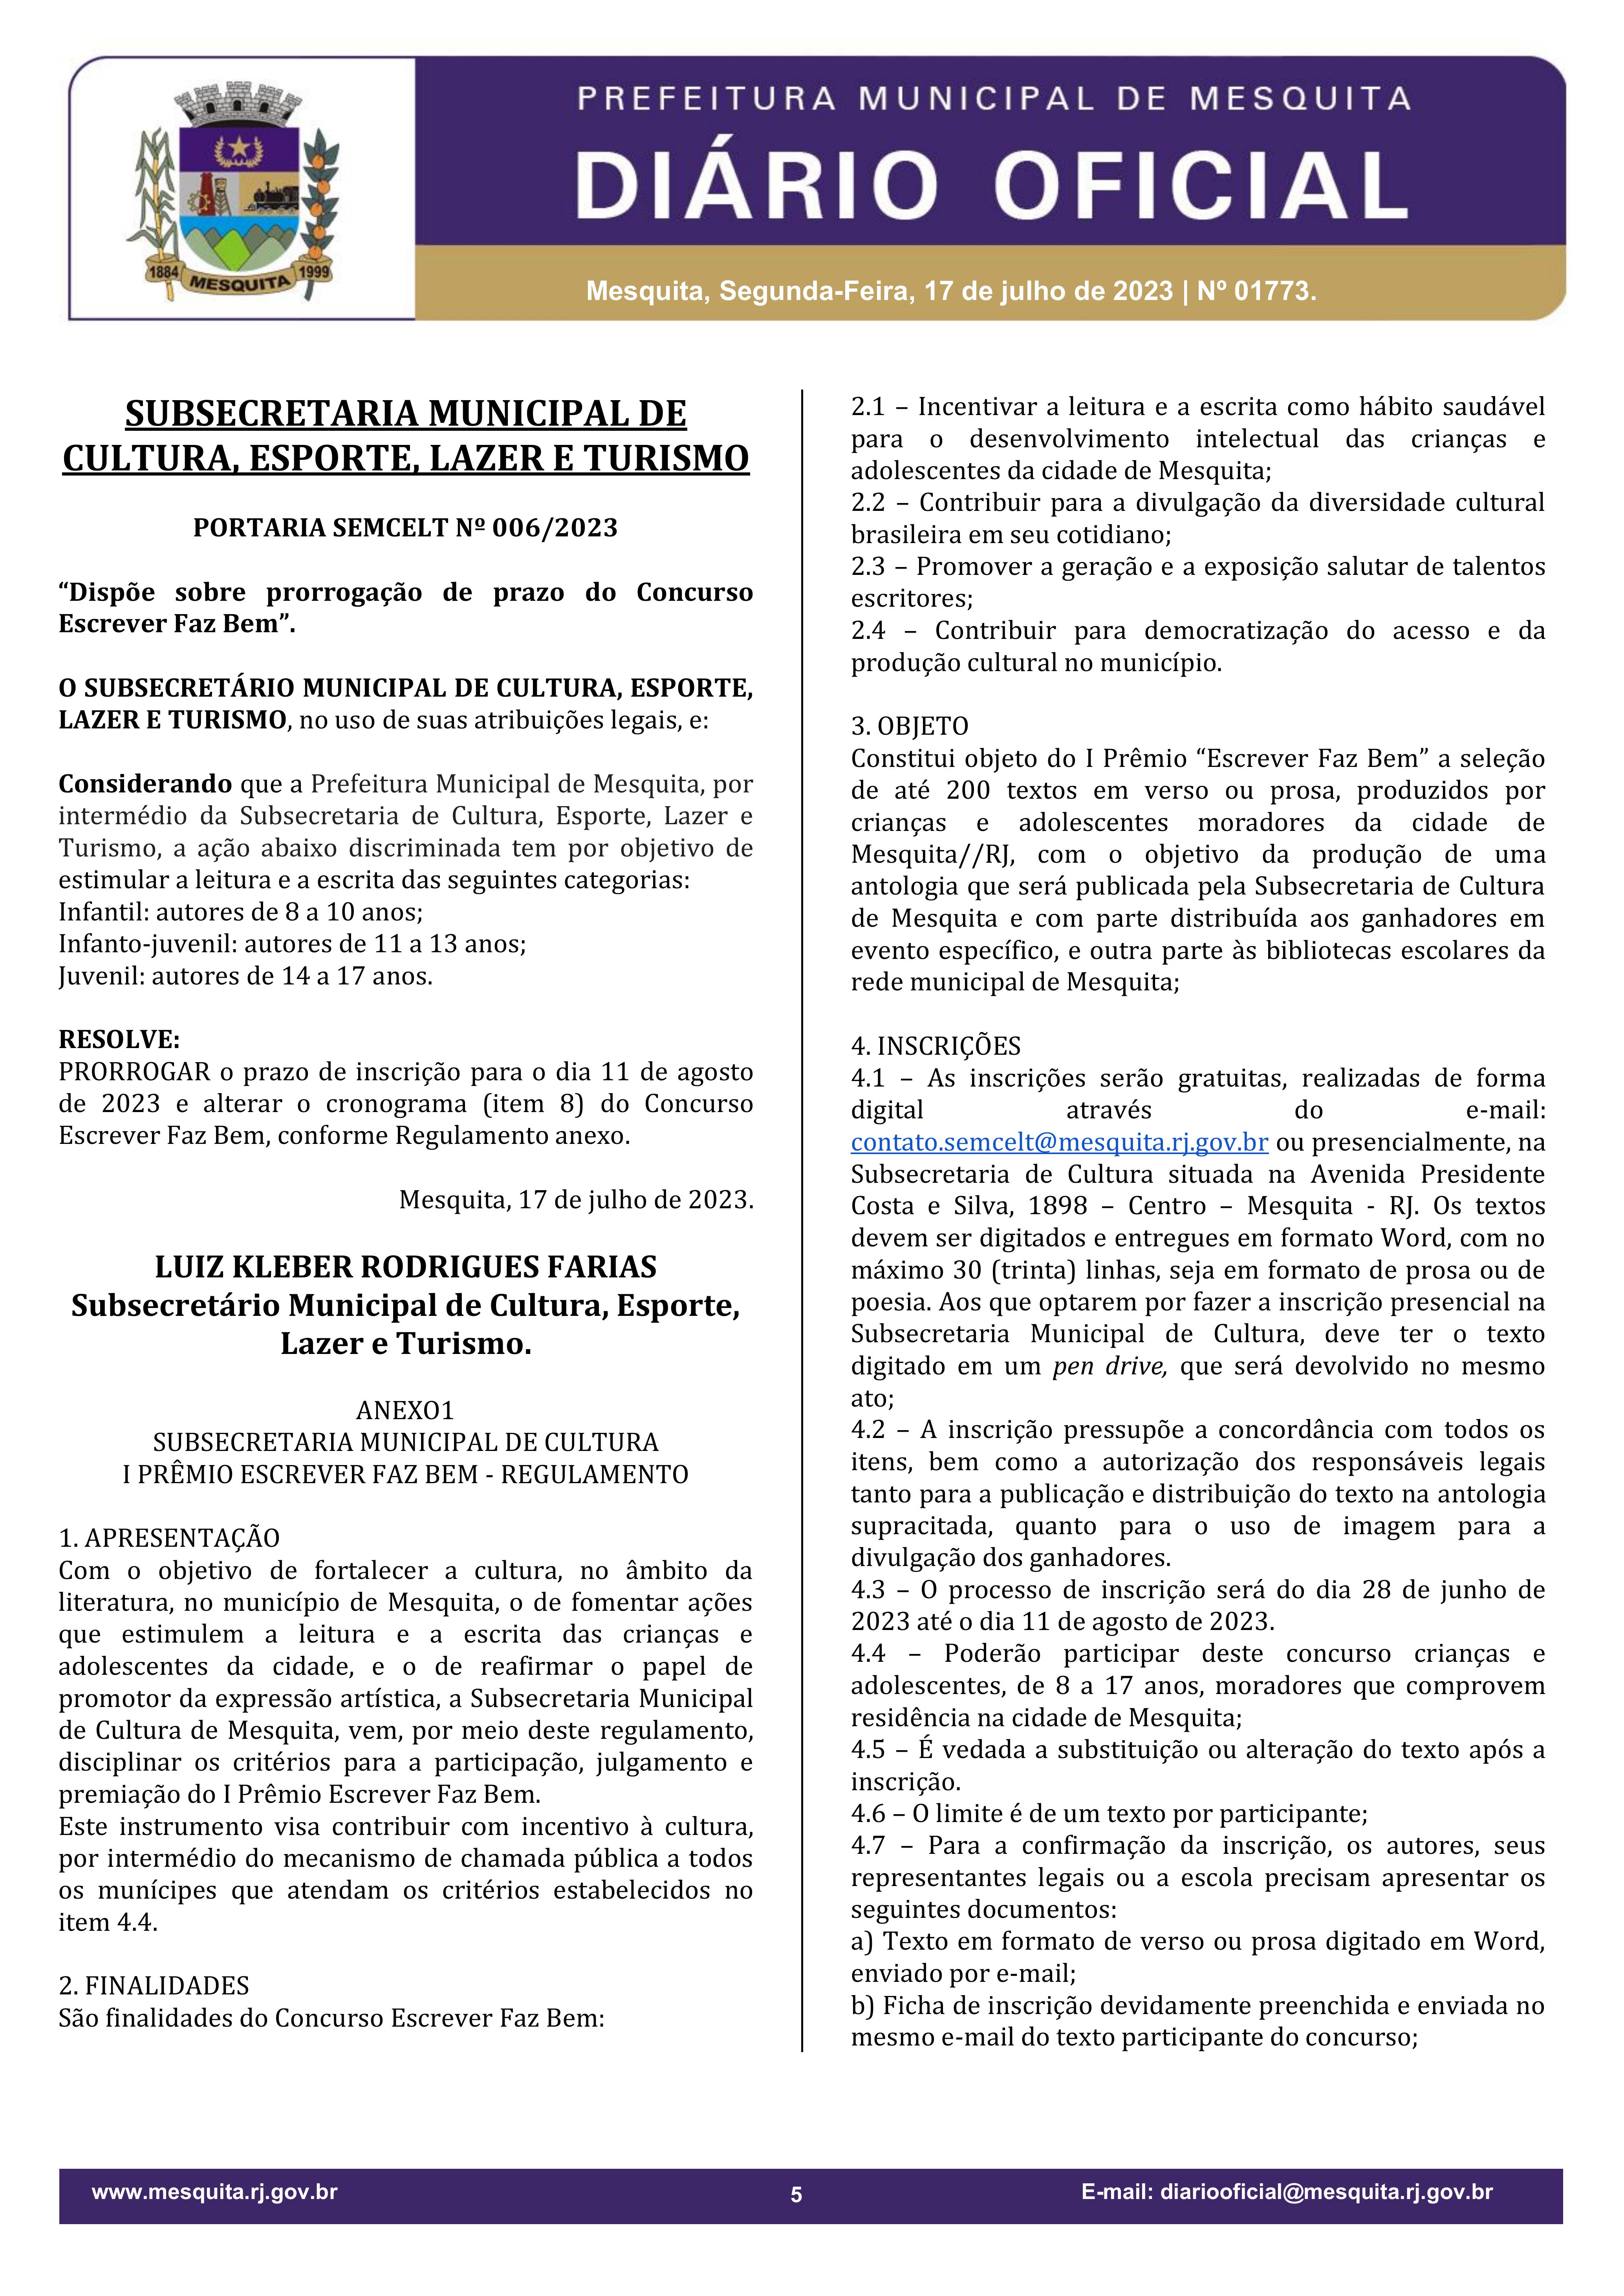 PREFEITURA MUNICIPAL DE MESQUITA
DIÁRIO OFICIAL
1884 MESQUITA 1999
Mesquita, Segunda-Feira, 17 de julho de 2023 | Nº 01773.
SUBSECRETARIA MUNICIPAL DE
CULTURA, ESPORTE, LAZER E TURISMO
PORTARIA SEMCELT Nº 006/2023
“Dispõe sobre prorrogação de prazo do Concurso
Escrever Faz Bem”.
O SUBSECRETÁRIO MUNICIPAL DE CULTURA, ESPORTE,
LAZER E TURISMO, no uso de suas atribuições legais, e:
Considerando que a Prefeitura Municipal de Mesquita, por
intermédio da Subsecretaria de Cultura, Esporte, Lazer e
Turismo, a ação abaixo discriminada tem por objetivo de
estimular a leitura e a escrita das seguintes categorias:
Infantil: autores de 8 a 10 anos;
Infanto-juvenil: autores de 11 a 13 anos;
Juvenil: autores de 14 a 17 anos.
RESOLVE:
PRORROGAR o prazo de inscrição para o dia 11 de agosto
de 2023 e alterar o cronograma (item 8) do Concurso
Escrever Faz Bem, conforme Regulamento anexo.
Mesquita, 17 de julho de 2023.
LUIZ KLEBER RODRIGUES FARIAS
Subsecretário Municipal de Cultura, Esporte,
Lazer e Turismo.
ANEXO1
SUBSECRETARIA MUNICIPAL DE CULTURA
I PRÊMIO ESCREVER FAZ BEM - REGULAMENTO
1. APRESENTAÇÃO
Com o objetivo de fortalecer a cultura, no âmbito da
literatura, no município de Mesquita, o de fomentar ações
que estimulem a leitura e a escrita das crianças e
adolescentes da cidade, e o de reafirmar o papel de
promotor da expressão artística, a Subsecretaria Municipal
de Cultura de Mesquita, vem, por meio deste regulamento,
disciplinar os critérios para a participação, julgamento e
premiação do I Prêmio Escrever Faz Bem.
Este instrumento visa contribuir com incentivo à cultura,
por intermédio do mecanismo de chamada pública a todos
os munícipes que atendam os critérios estabelecidos no
item 4.4.
2. FINALIDADES
São finalidades do Concurso Escrever Faz Bem:
2.1 – Incentivar a leitura e a escrita como hábito saudável
para o desenvolvimento intelectual das crianças e
adolescentes da cidade de Mesquita;
2.2 – Contribuir para a divulgação da diversidade cultural
brasileira em seu cotidiano;
2.3 – Promover a geração e a exposição salutar de talentos
escritores;
2.4 – Contribuir para democratização do acesso e da
produção cultural no município.
3. OBJETO
Constitui objeto do I Prêmio “Escrever Faz Bem” a seleção
de até 200 textos em verso ou prosa, produzidos por
crianças e adolescentes moradores da cidade de
Mesquita//RJ, com o objetivo da produção de uma
antologia que será publicada pela Subsecretaria de Cultura
de Mesquita e com parte distribuída aos ganhadores em
evento específico, e outra parte às bibliotecas escolares da
rede municipal de Mesquita;
4. INSCRIÇÕES
4.1 – As inscrições serão gratuitas, realizadas de forma
digital através do e-mail:
contato.semcelt@mesquita.rj.gov.br ou presencialmente, na
Subsecretaria de Cultura situada na Avenida Presidente
Costa e Silva, 1898 – Centro – Mesquita - RJ. Os textos
devem ser digitados e entregues em formato Word, com no
máximo 30 (trinta) linhas, seja em formato de prosa ou de
poesia. Aos que optarem por fazer a inscrição presencial na
Subsecretaria Municipal de Cultura, deve ter o texto
digitado em um pen drive, que será devolvido no mesmo
ato;
4.2 – A inscrição pressupõe a concordância com todos os
itens, bem como a autorização dos responsáveis legais
tanto para a publicação e distribuição do texto na antologia
supracitada, quanto para o uso de imagem para a
divulgação dos ganhadores.
4.3 – O processo de inscrição será do dia 28 de junho de
2023 até o dia 11 de agosto de 2023.
4.4 – Poderão participar deste concurso crianças e
adolescentes, de 8 a 17 anos, moradores que comprovem
residência na cidade de Mesquita;
4.5 – É vedada a substituição ou alteração do texto após a
inscrição.
4.6 – O limite é de um texto por participante;
4.7 – Para a confirmação da inscrição, os autores, seus
representantes legais ou a escola precisam apresentar os
seguintes documentos:
a) Texto em formato de verso ou prosa digitado em Word,
enviado por e-mail;
b) Ficha de inscrição devidamente preenchida e enviada no
mesmo e-mail do texto participante do concurso;
www.mesquita.rj.gov.br
5
E-mail: diariooficial@mesquita.rj.gov.br